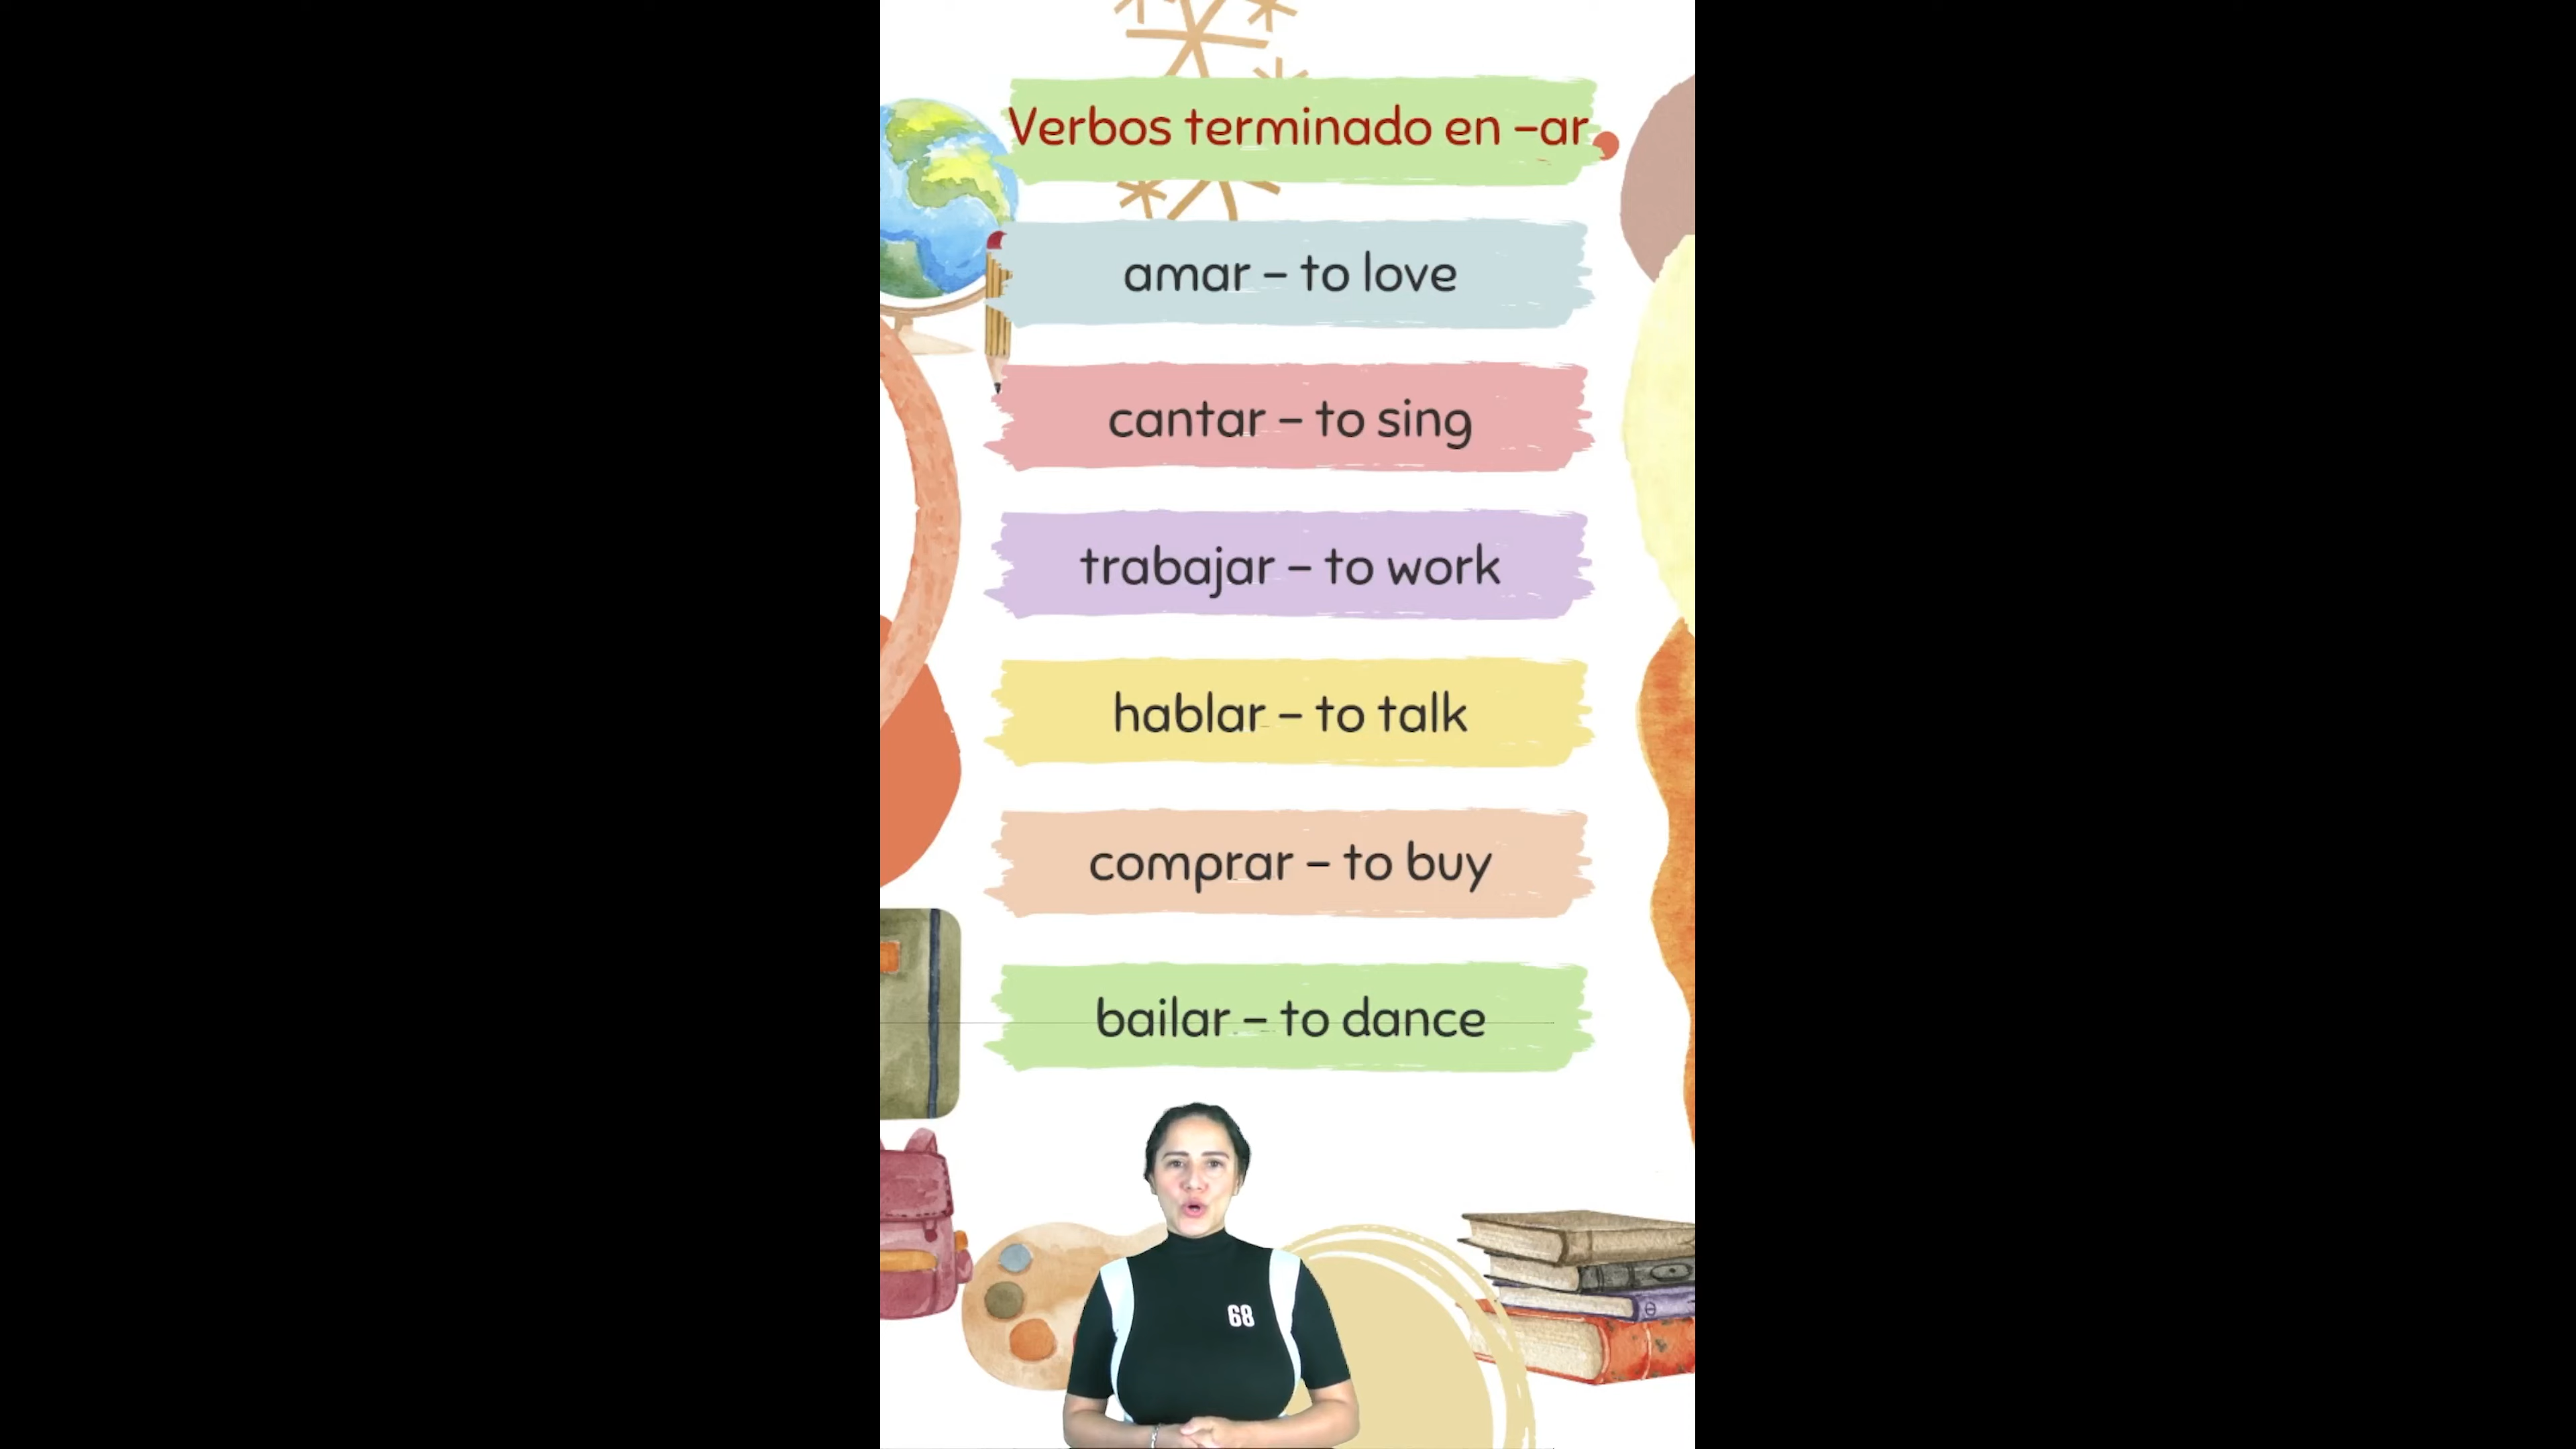 Verbos terminado en -ar
amar - to love
cantar - to sing
trabajar - to work
hablar - to talk
comprar - to buy
bailar - to dance
68